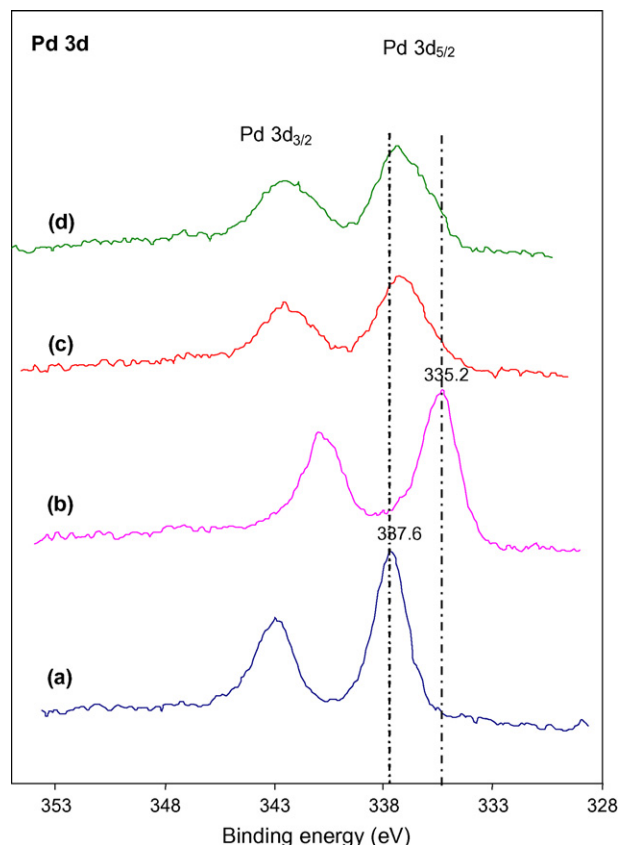 Pd 3d
Pd 3d5/2
Pd 3d3/2
(d)
(c)
335.2
(b)
337.6
(a)
353 348 343 338 333 328
Binding energy (eV)